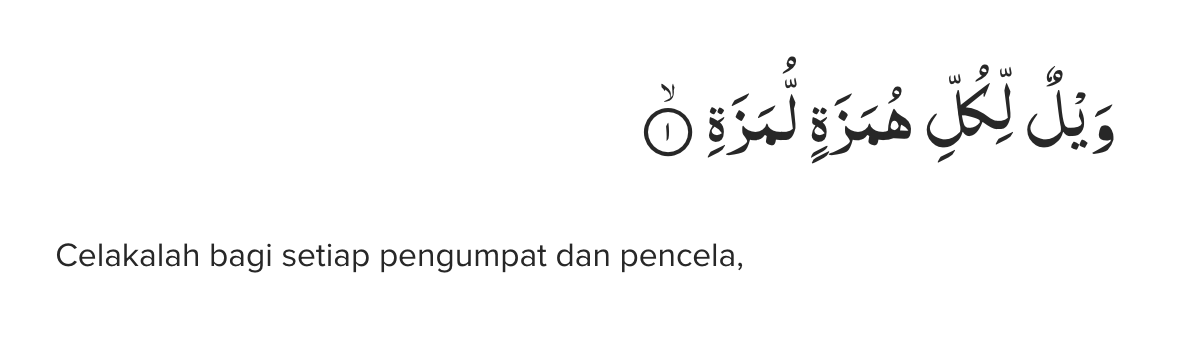 وَيْلٌ لِّكُلِّ هُمَزَةٍ لُّمَزَةٍۙ ١
Celakalah bagi setiap pengumpat dan pencela,